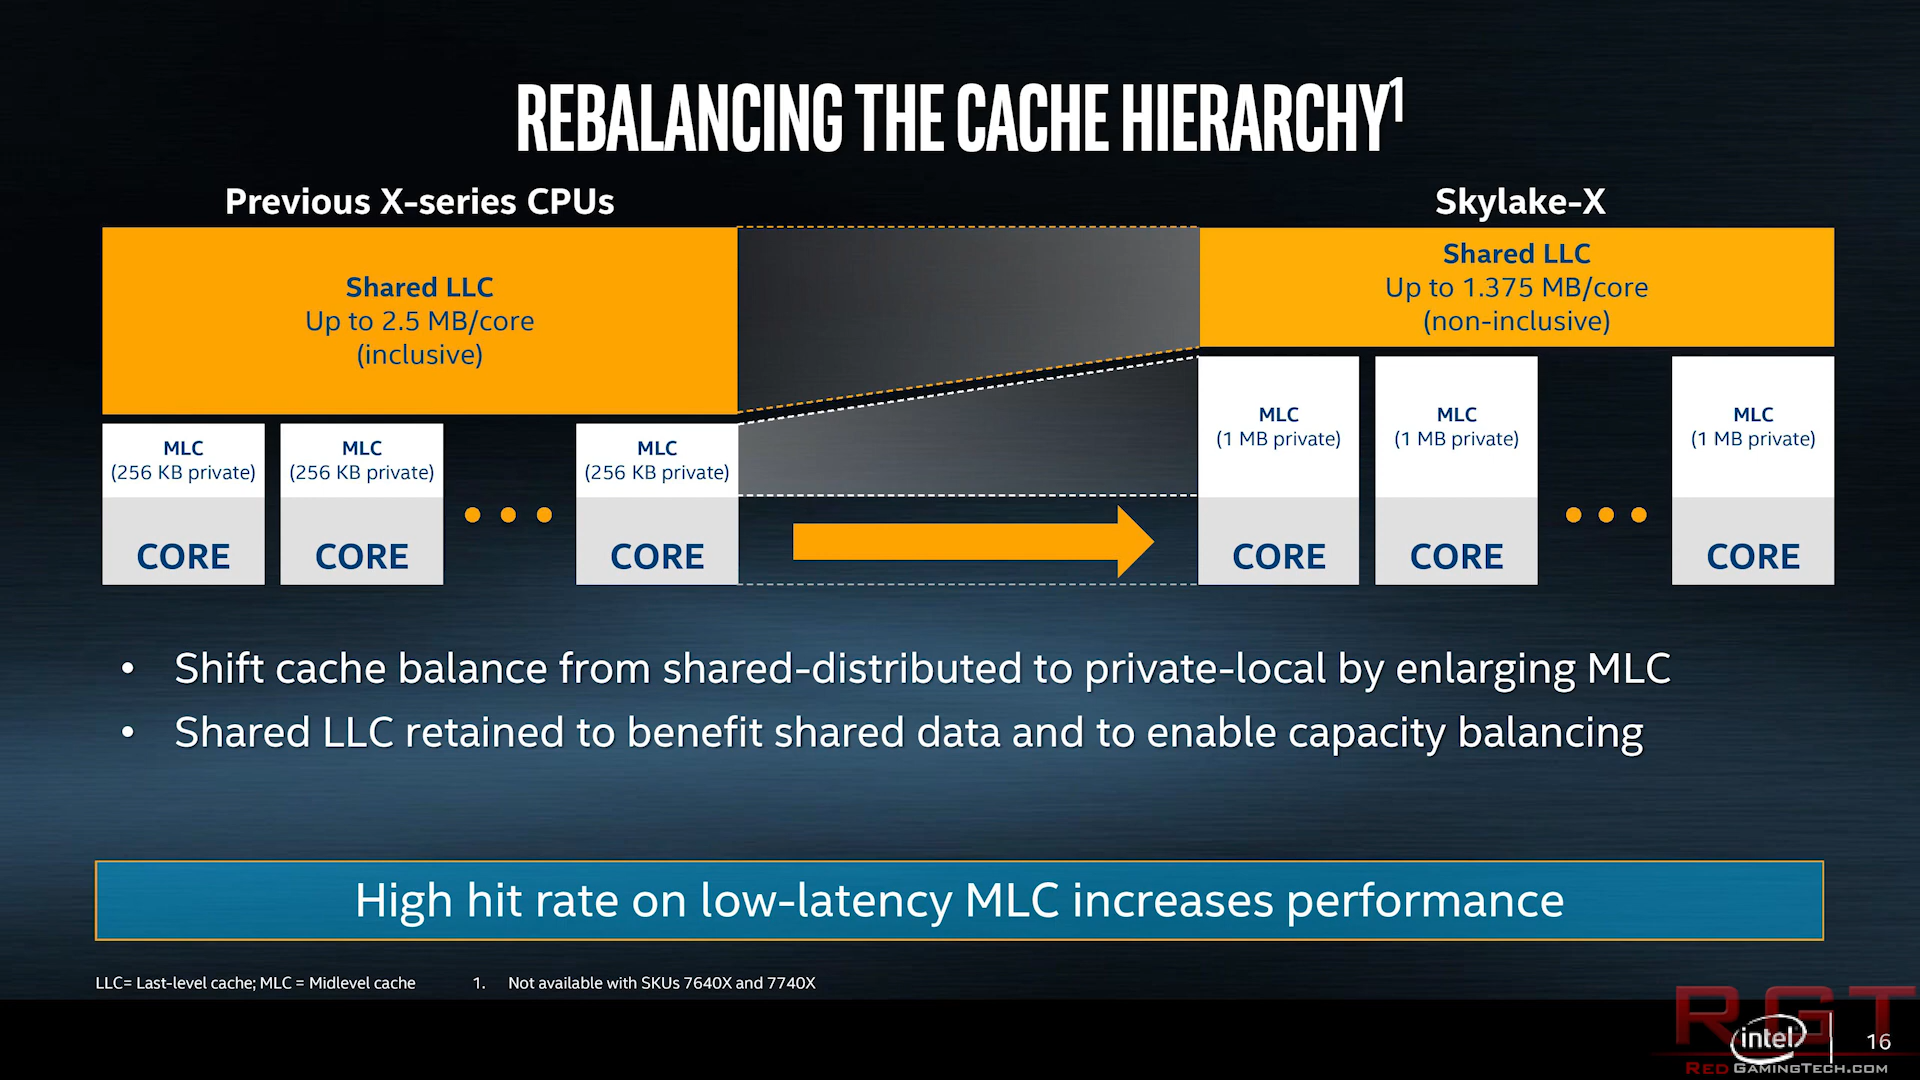 REBALANCING THE CACHE HIERARCHY1
Previous X-series CPUs
Shared LLC
Up to 2.5 MB/core
(inclusive)
MLC
(256 KB private)
CORE
MLC
(256 KB private)
CORE
MLC
(256 KB private)
CORE
Skylake-X
Shared LLC
Up to 1.375 MB/core
(non-inclusive)
MLC
(1 MB private)
CORE
MLC
(1 MB private)
CORE
MLC
(1 MB private)
CORE
• Shift cache balance from shared-distributed to private-local by enlarging MLC
• Shared LLC retained to benefit shared data and to enable capacity balancing
High hit rate on low-latency MLC increases performance
LLC= Last-level cache; MLC = Midlevel cache
1. Not available with SKUs 7640X and 7740X
RGT
intel
16
REDGAMINGTECH.COM